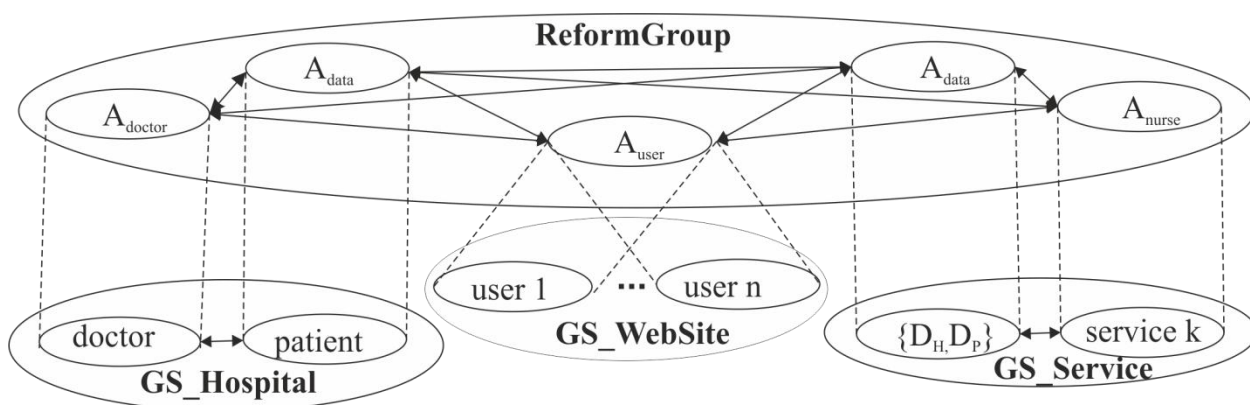 ReformGroup
A_data
A_data
A_doctor
A_nurse
A_user
user 1
...
user n
GS_WebSite
doctor
patient
GS_Hospital
{D_H,D_P}
service k
GS_Service